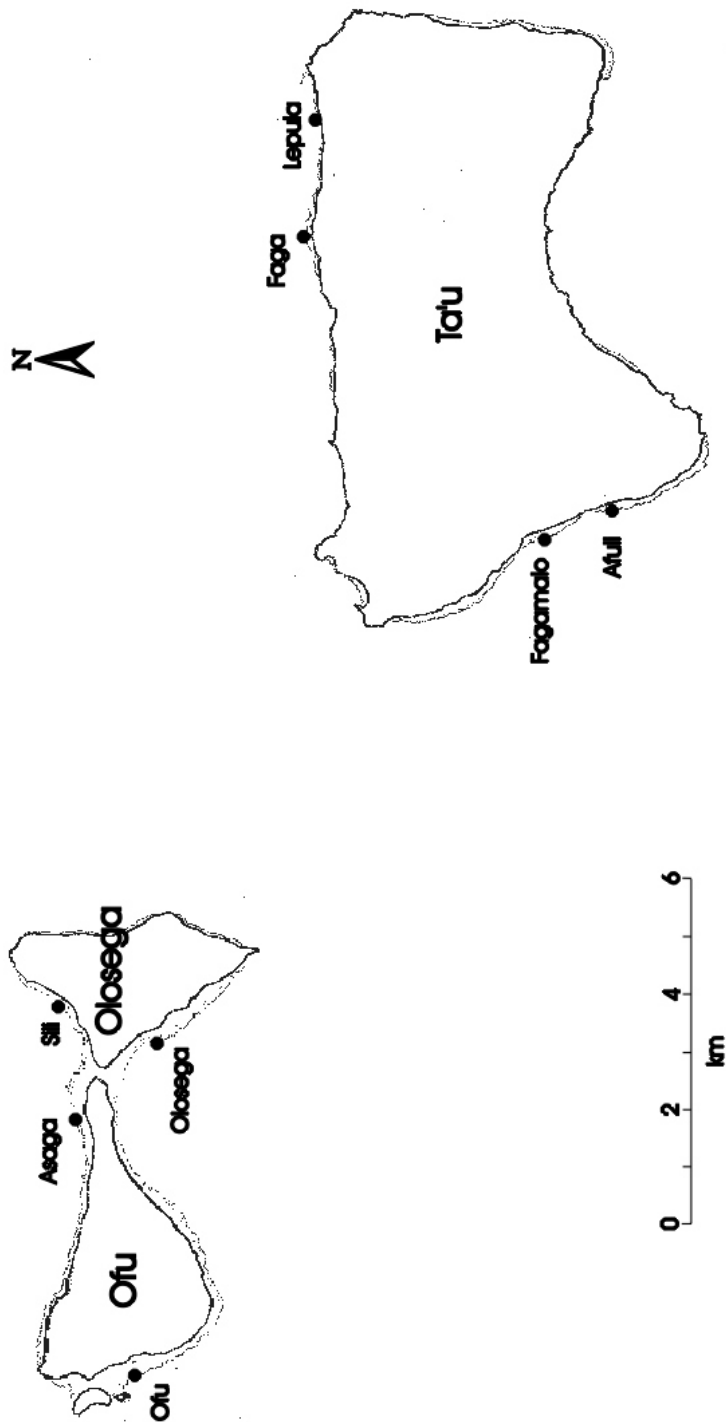 N
Asaga
Sili
Olosega
Ofu
Ofu
Olosega
Faga
Lepula
Ta'u
Fagamalo
Afuli
0 2 4 6
km